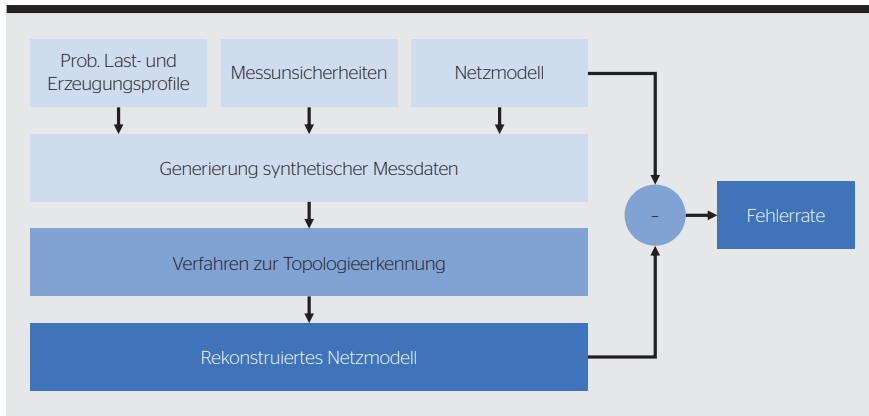 Prob. Last- und
Erzeugungsprofile
Messunsicherheiten
Netzmodell
Generierung synthetischer Messdaten
–
Fehlerrate
Verfahren zur Topologieerkennung
Rekonstruiertes Netzmodell